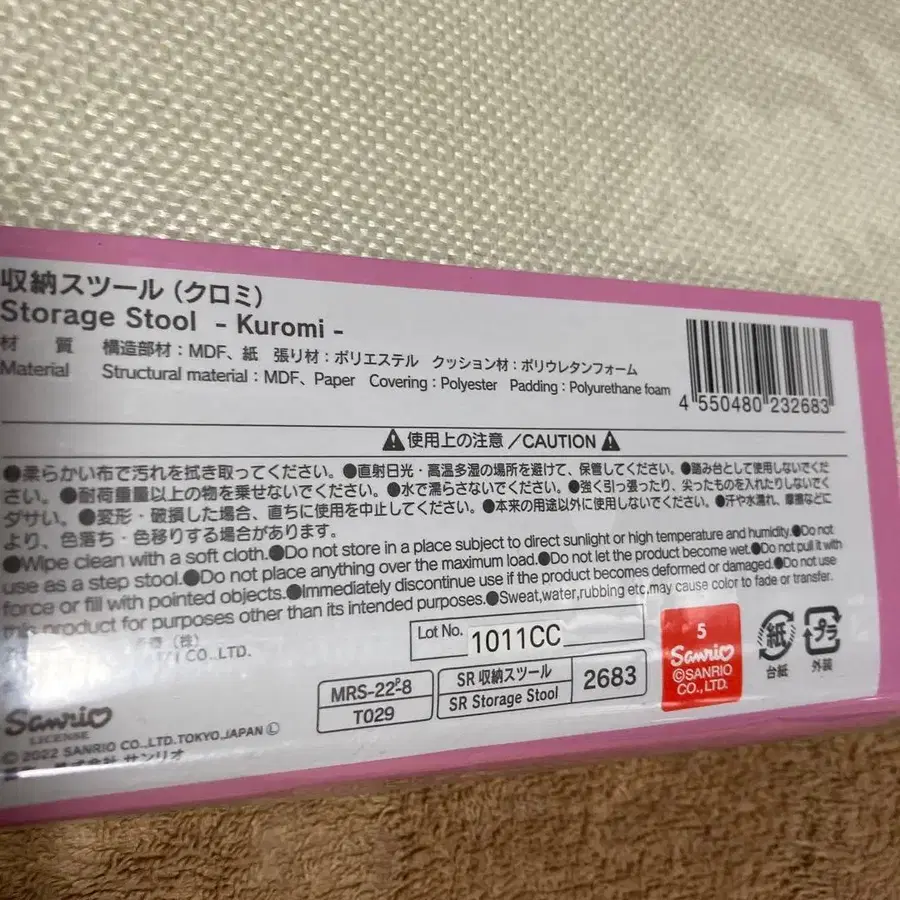 収納スツール（クロミ）
Storage Stool - Kuromi -
材 質 構造部材：MDF、紙 張り材：ポリエステル クッション材：ポリウレタンフォーム
Material Structural material：MDF、Paper Covering：Polyester Padding：Polyurethane foam
4 550480 232683
使用上の注意 ／CAUTION
●柔らかい布で汚れを拭き取ってください。●直射日光・高温多湿の場所を避けて、保管してください。●踏み台として使用しないでくだ
さい。●耐荷重量以上の物を乗せないでください。●水で濡らさないでください。●強く引っ張ったり、尖ったものを入れたりしないでく
ダサい。●変形・破損した場合、直ちに使用を中止してください。●本来の用途以外に使用しないでください。●汗や水濡れ、摩擦などに
より、色落ち・色移りする場合があります。
●Wipe clean with a soft cloth.●Do not store in a place subject to direct sunlight or high temperature and humidity.●Do not
use as a step stool.●Do not place anything over the maximum load.●Do not let the product become wet.●Do not pull it with
force or fill with pointed objects.●Immediately discontinue use if the product becomes deformed or damaged.●Do not use
this product for purposes other than its intended purposes.●Sweat,water,rubbing etc.may cause color to fade or transfer.
（株）
CO.,LTD.
Lot No. 1011CC
MRS-22ᴾ8
T029
SR 収納スツール
SR Storage Stool
2683
5
Sanrio
©SANRIO
CO.,LTD.
紙
台紙
プラ
外装
Sanrio
LICENSE
© 2022 SANRIO CO.,LTD.TOKYO,JAPAN Ⓛ
株式会社 サンリオ